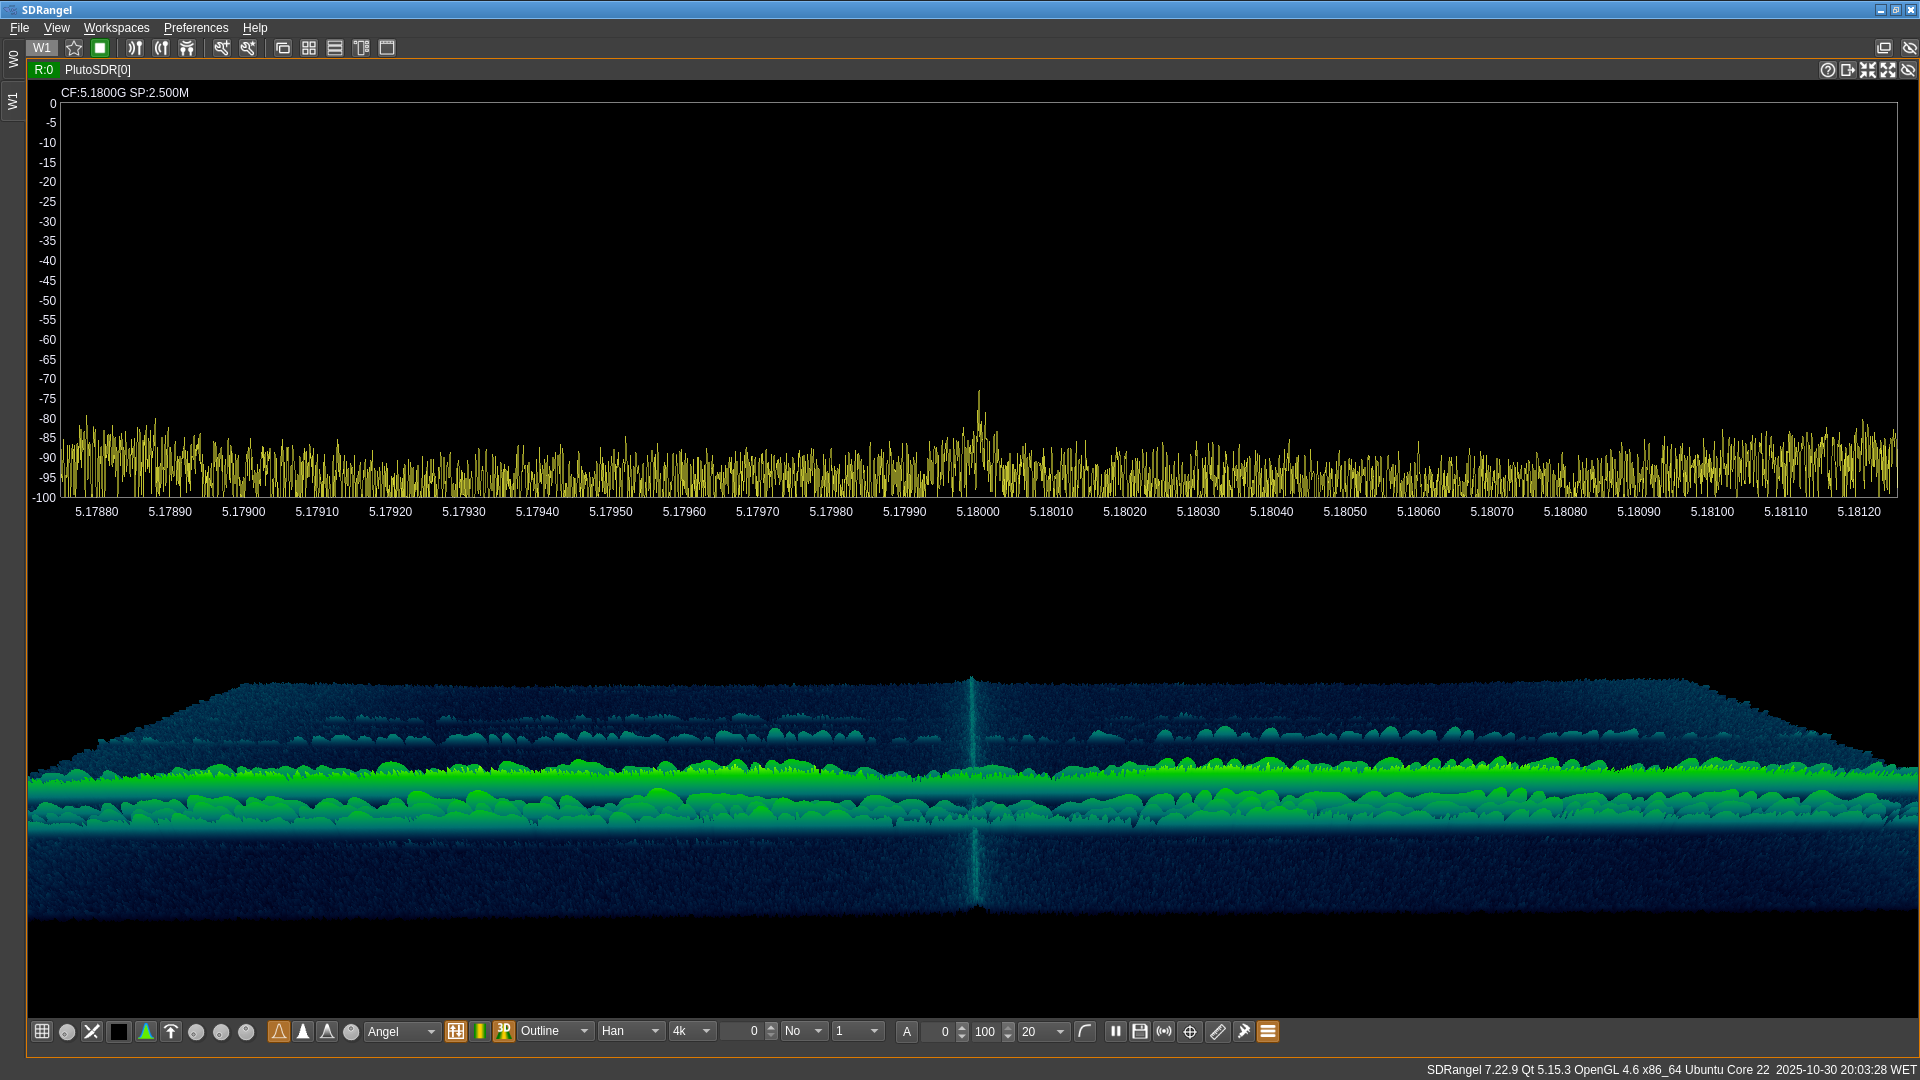 SDRangel
File View Workspaces Preferences Help
W0
W1
W1
R:0 PlutoSDR[0]
CF:5.1800G SP:2.500M
0
-5
-10
-15
-20
-25
-30
-35
-40
-45
-50
-55
-60
-65
-70
-75
-80
-85
-90
-95
-100
5.17880 5.17890 5.17900 5.17910 5.17920 5.17930 5.17940 5.17950 5.17960 5.17970 5.17980 5.17990 5.18000 5.18010 5.18020 5.18030 5.18040 5.18050 5.18060 5.18070 5.18080 5.18090 5.18100 5.18110 5.18120
Angel 3D Outline Han 4k 0 No 1 A 0 100 20
SDRangel 7.22.9 Qt 5.15.3 OpenGL 4.6 x86_64 Ubuntu Core 22 2025-10-30 20:03:28 WET